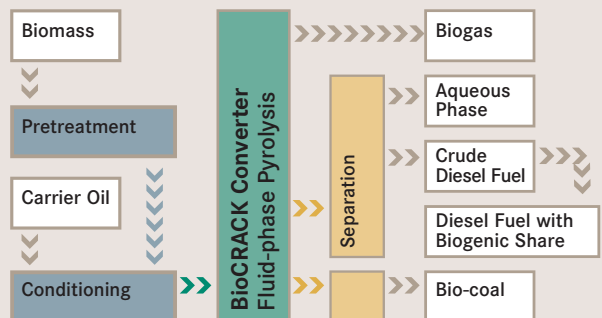 Biomass
Pretreatment
Carrier Oil
Conditioning
BioCRACK Converter
Fluid-phase Pyrolysis
Separation
Biogas
Aqueous
Phase
Crude
Diesel Fuel
Diesel Fuel with
Biogenic Share
Bio-coal